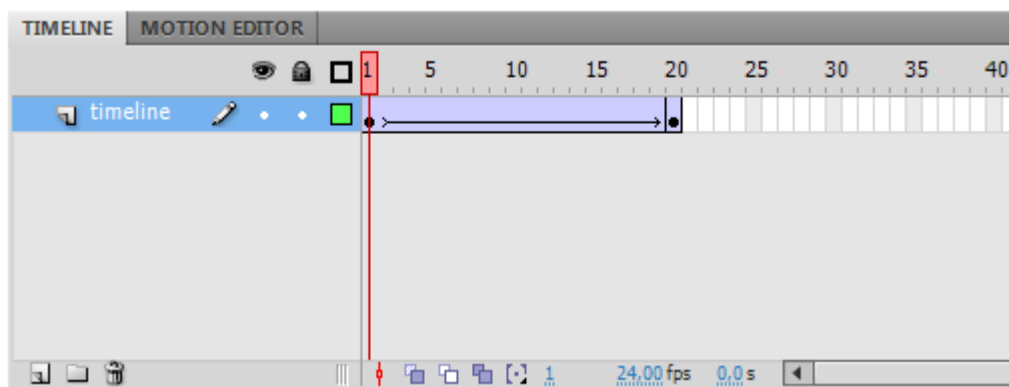 TIMELINE MOTION EDITOR
1 5 10 15 20 25 30 35 40
timeline
1 24,00 fps 0,0 s